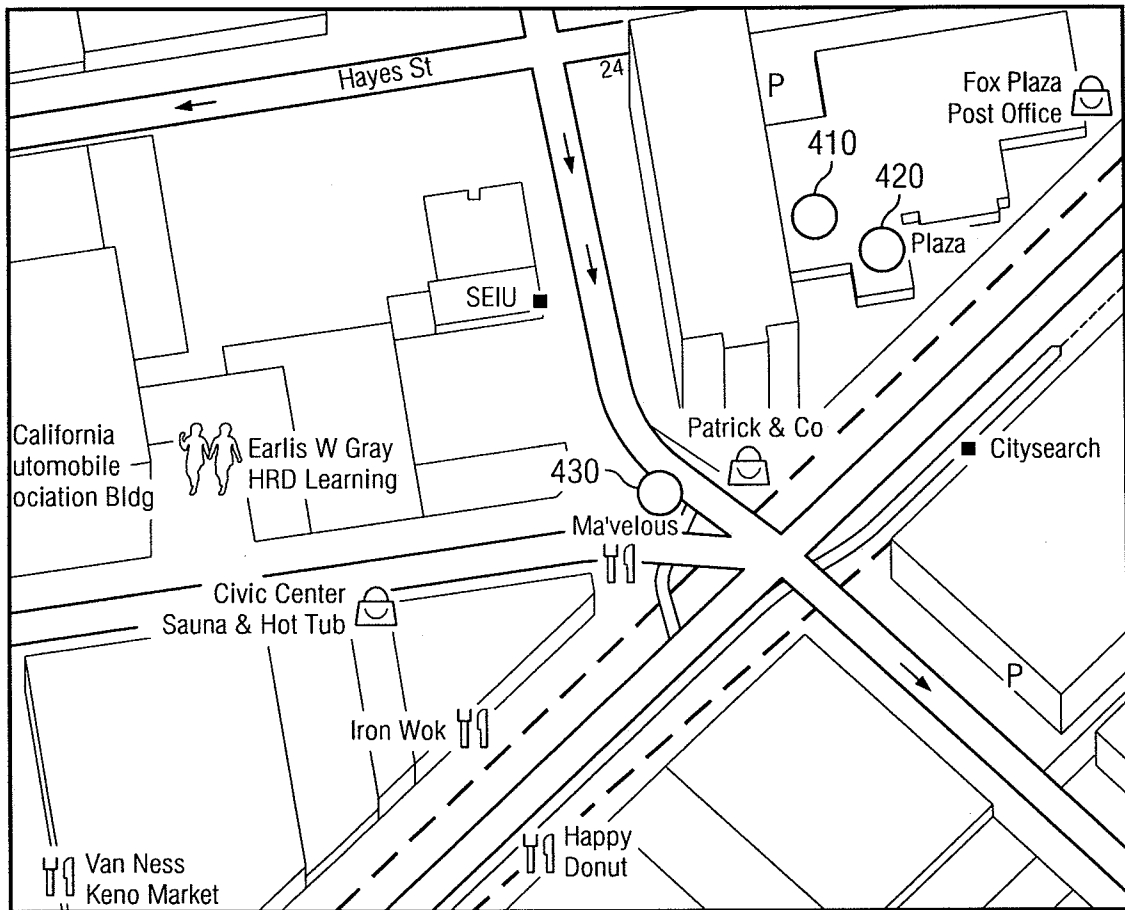 Hayes St
24
P
Fox Plaza
Post Office
410
420
Plaza
SEIU
Patrick & Co
Citysearch
California
utomobile
ociation Bldg
Earlis W Gray
HRD Learning
430
Ma'velous
Civic Center
Sauna & Hot Tub
P
Iron Wok
Happy
Donut
Van Ness
Keno Market